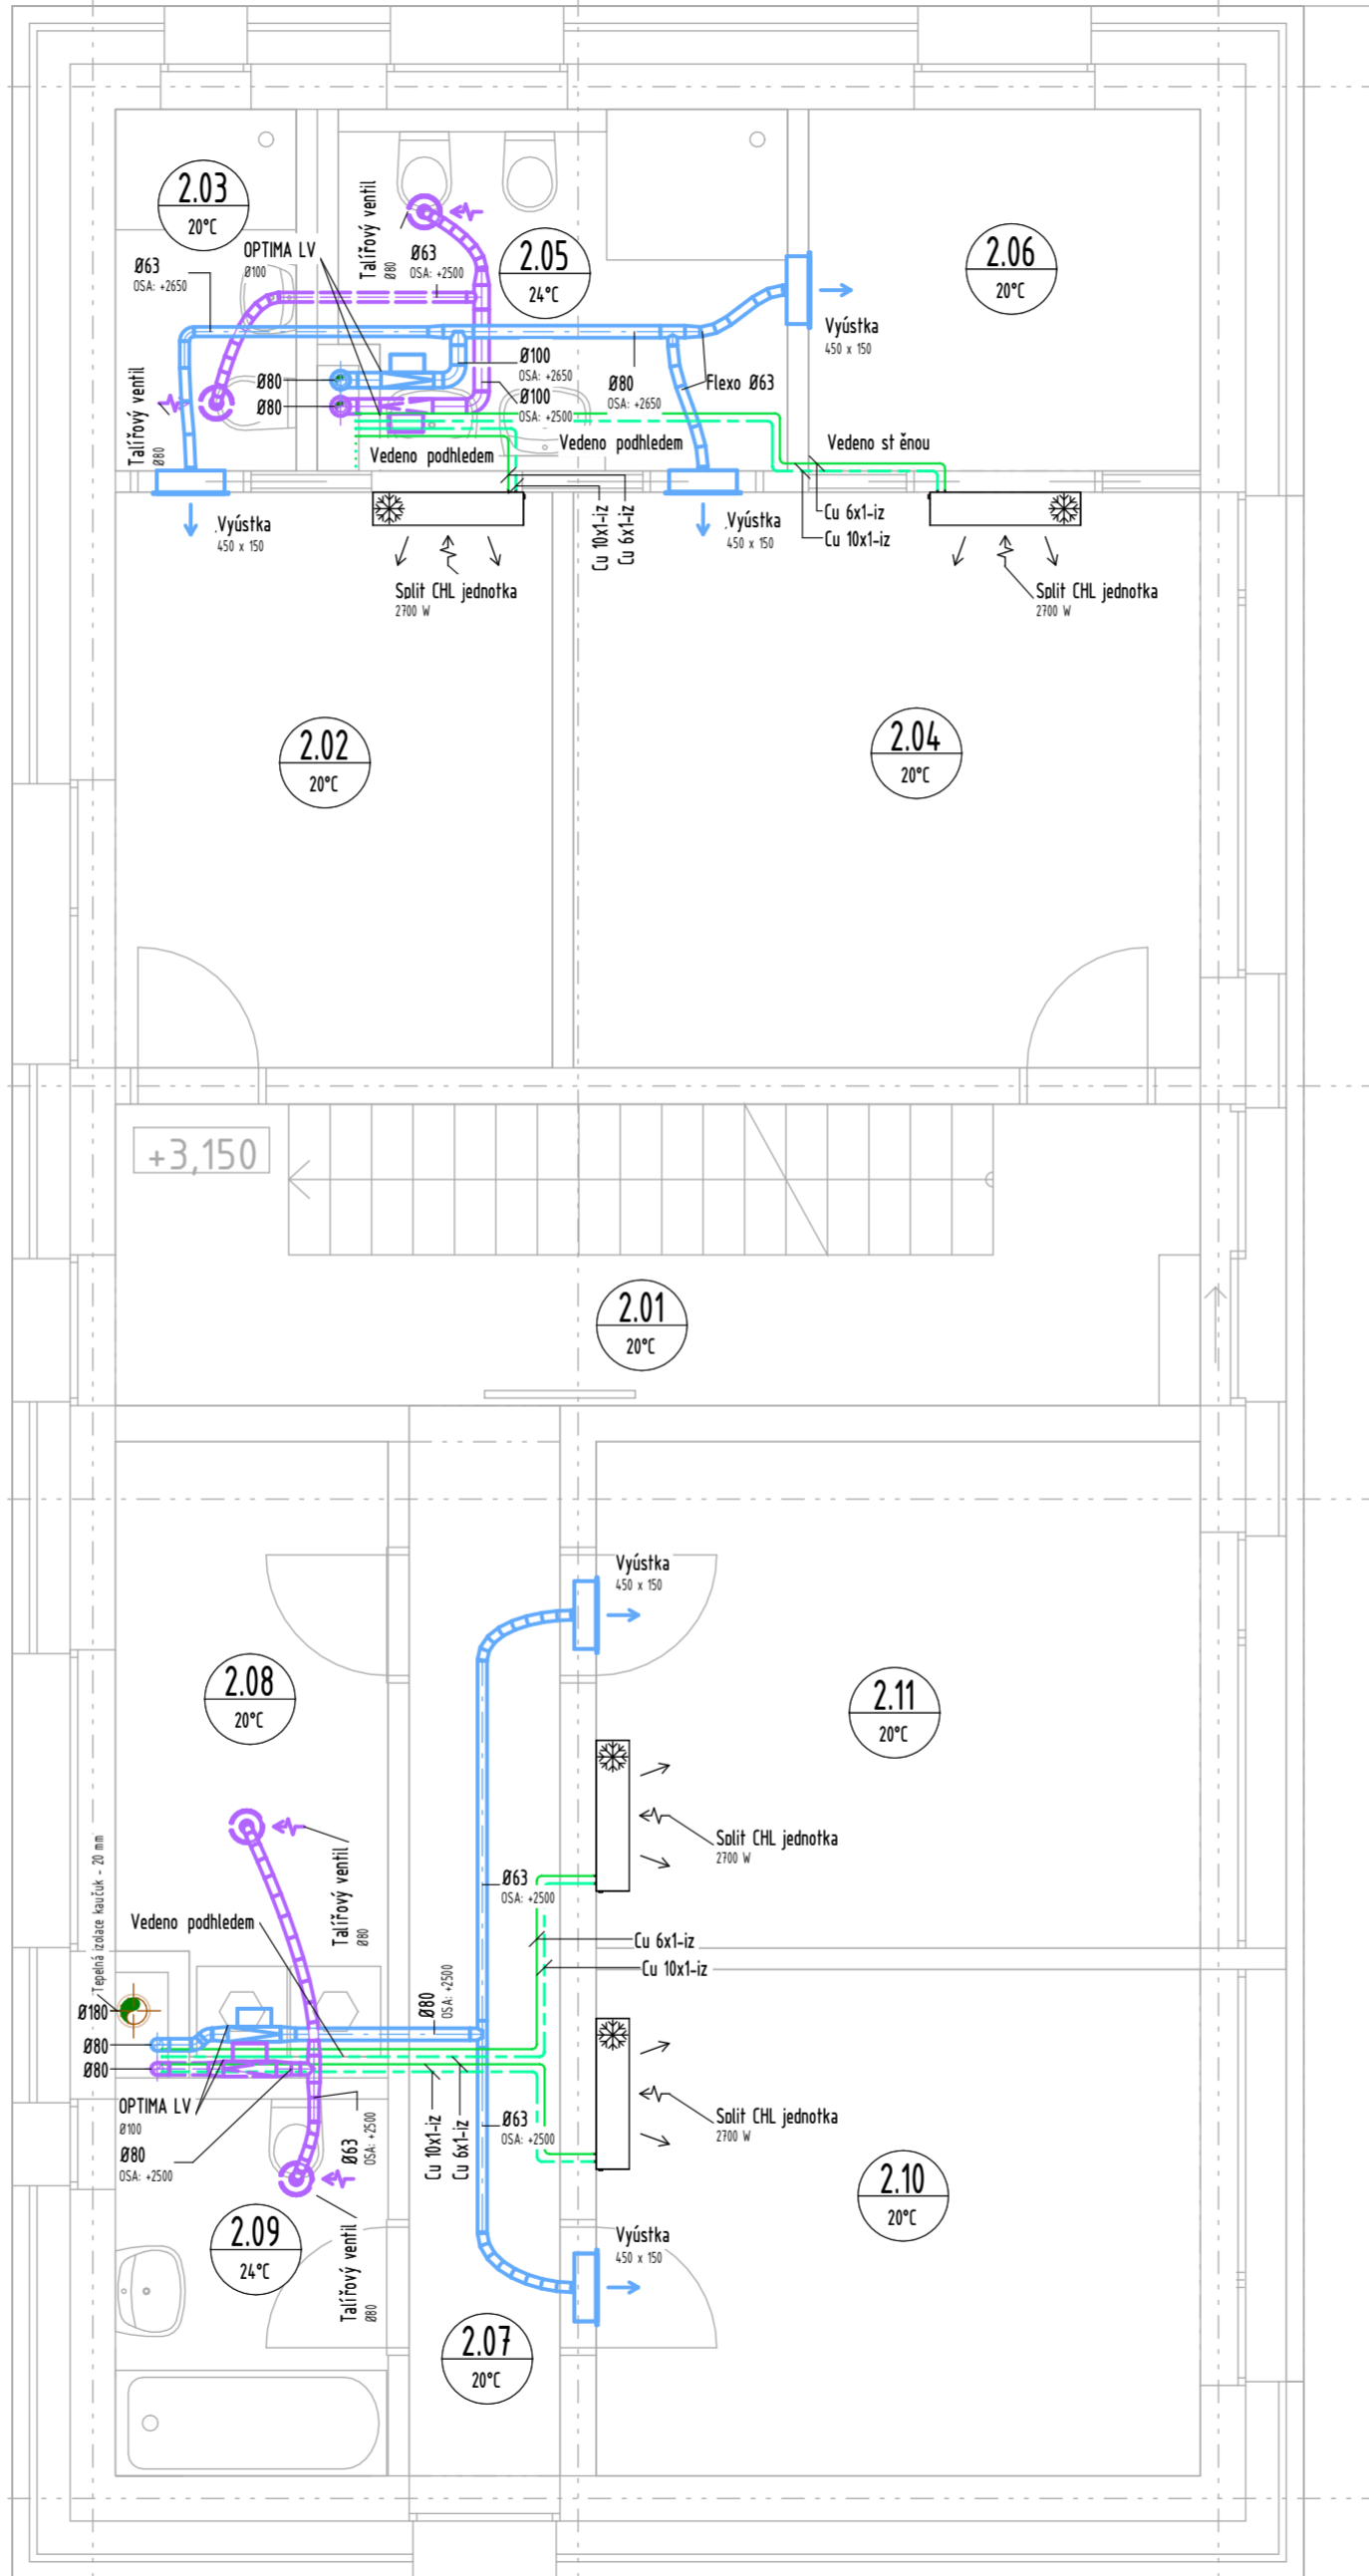 2.03
20°C
Talířový ventil
Ø80
OPTIMA LV
Ø100
Ø63
OSA: +2650
Ø63
OSA: +2500
2.05
24°C
2.06
20°C
Vyústka
450 x 150
Ø100
OSA: +2650
Ø80
Ø80
Ø100
OSA: +2500
Ø80
OSA: +2650
Flexo Ø63
Talířový ventil
Ø80
Vedeno podhledem
Vedeno podhledem
Vedeno stěnou
Vyústka
450 x 150
Cu 10x1-iz
Cu 6x1-iz
Vyústka
450 x 150
Cu 6x1-iz
Cu 10x1-iz
Split CHL jednotka
2700 W
Split CHL jednotka
2700 W
2.02
20°C
2.04
20°C
+3,150
2.01
20°C
Vyústka
450 x 150
2.08
20°C
2.11
20°C
Split CHL jednotka
2700 W
Tepelná izolace kaučuk - 20 mm
Talířový ventil
Ø80
Ø63
OSA: +2500
Vedeno podhledem
Cu 6x1-iz
Cu 10x1-iz
Ø80
OSA: +2500
Ø180
Ø80
Ø80
OPTIMA LV
Ø100
Ø80
OSA: +2500
Ø63
OSA: +2500
Cu 10x1-iz
Cu 6x1-iz
Ø63
OSA: +2500
Split CHL jednotka
2700 W
2.10
20°C
2.09
24°C
Talířový ventil
Ø80
Vyústka
450 x 150
2.07
20°C